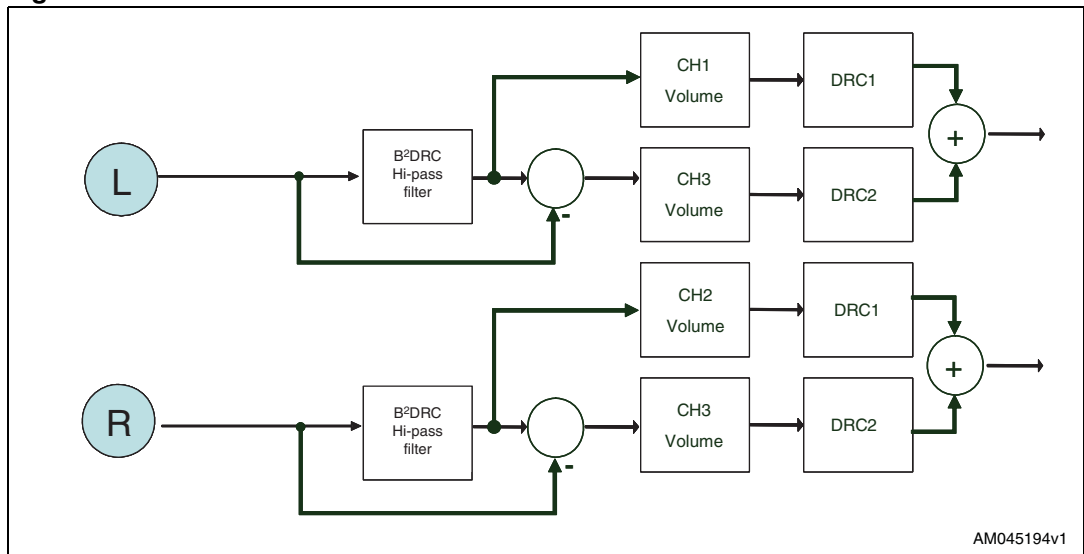 CH1
Volume
DRC1
+
L
B²DRC
Hi-pass
filter
-
CH3
Volume
DRC2
CH2
Volume
DRC1
+
R
B²DRC
Hi-pass
filter
-
CH3
Volume
DRC2
AM045194v1